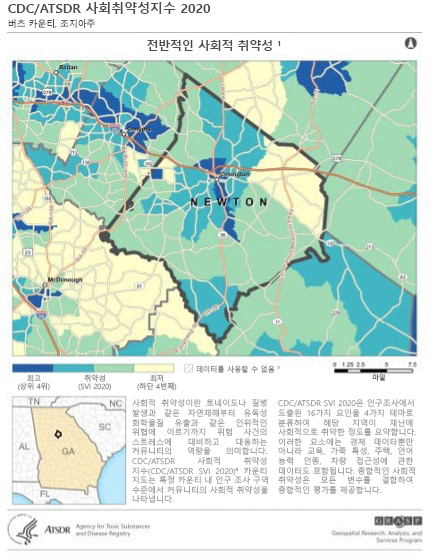 CDC/ATSDR 사회취약성지수 2020
버츠 카운티, 조지아주
전반적인 사회적 취약성 ¹
Redan
278
Conyers
138
162
Covington
278
NEWTON
36
McDonough
81
23
최고
(상위 4위)
취약성
(SVI 2020)
최저
(하단 4번째)
데이터를 사용할 수 없음 ³
0 1.25 2.5 5 7.5
마일
TN
NC
SC
AL
GA
FL
사회적 취약성이란 토네이도나 질병
발생과 같은 자연재해부터 유독성
화학물질 유출과 같은 인위적인
위협에 이르기까지 위험 사건의
스트레스에 대비하고 대응하는
커뮤니티의 역량을 의미합니다.
CDC/ATSDR 사회적 취약성
지수(CDC/ATSDR SVI)⁴ 카운티
지도는 특정 카운티 내 인구 조사 구역
수준에서 커뮤니티의 사회적 취약성을
나타냅니다.
CDC/ATSDR SVI 2020은 인구조사에서
도출된 16가지 요인을 4가지 테마로
분류하여 해당 지역이 재난에
사회적으로 취약한 정도를 요약합니다.
이러한 요소에는 경제 데이터뿐만
아니라 교육, 가족 특성, 주택, 언어
능력 인종, 차량 접근성에 관한
데이터도 포함됩니다. 종합적인 사회적
취약성은 모든 변수를 결합하여
종합적인 평가를 제공합니다.
ATSDR
Agency for Toxic Substances
and Disease Registry
GRASP
Geospatial Research, Analysis, and
Services Program